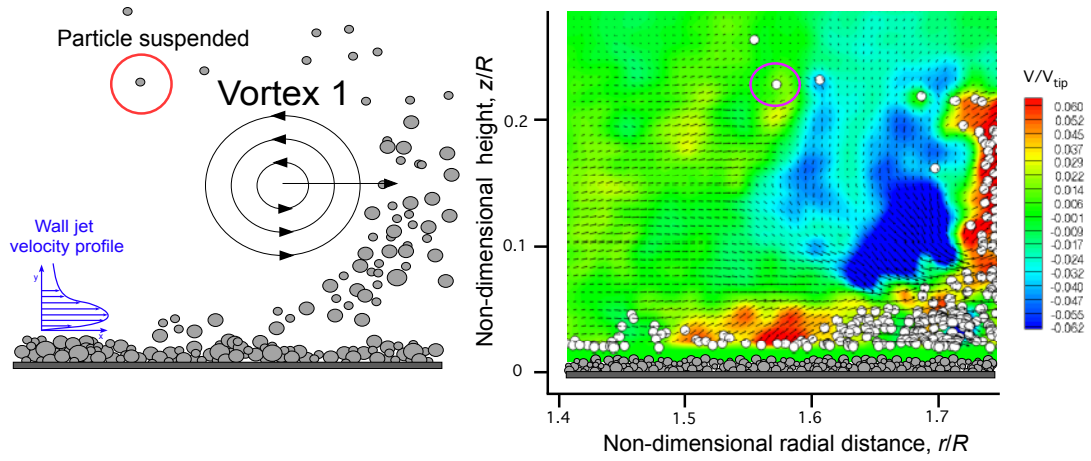 Particle suspended
Vortex 1
Wall jet
velocity profile
y
x
Non-dimensional height, z/R
0.2
0.1
0
1.4
1.5
1.6
1.7
Non-dimensional radial distance, r/R
V/Vtip
0.060
0.052
0.045
0.037
0.029
0.022
0.014
0.006
-0.001
-0.009
-0.017
-0.024
-0.032
-0.040
-0.047
-0.055
-0.062